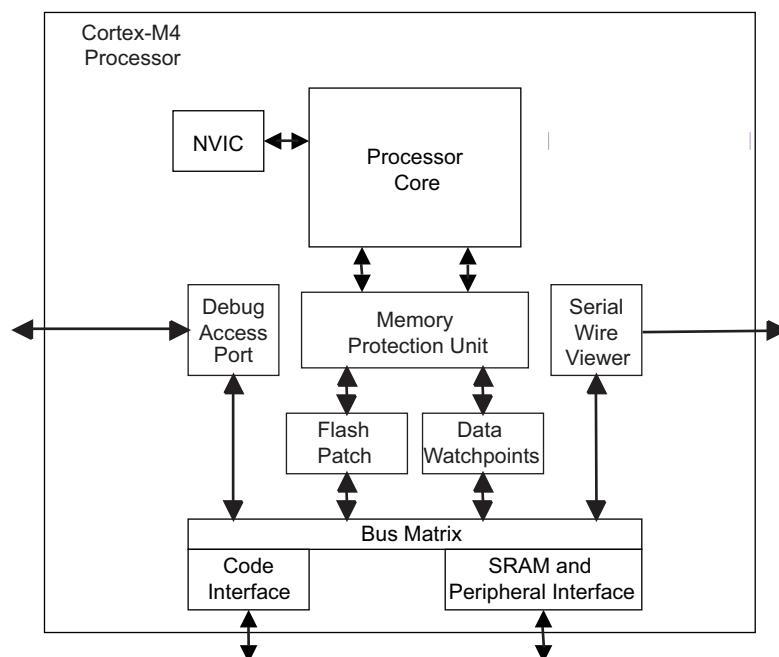 Cortex-M4
Processor
NVIC
Processor
Core
Debug
Access
Port
Memory
Protection Unit
Serial
Wire
Viewer
Flash
Patch
Data
Watchpoints
Bus Matrix
Code
Interface
SRAM and
Peripheral Interface